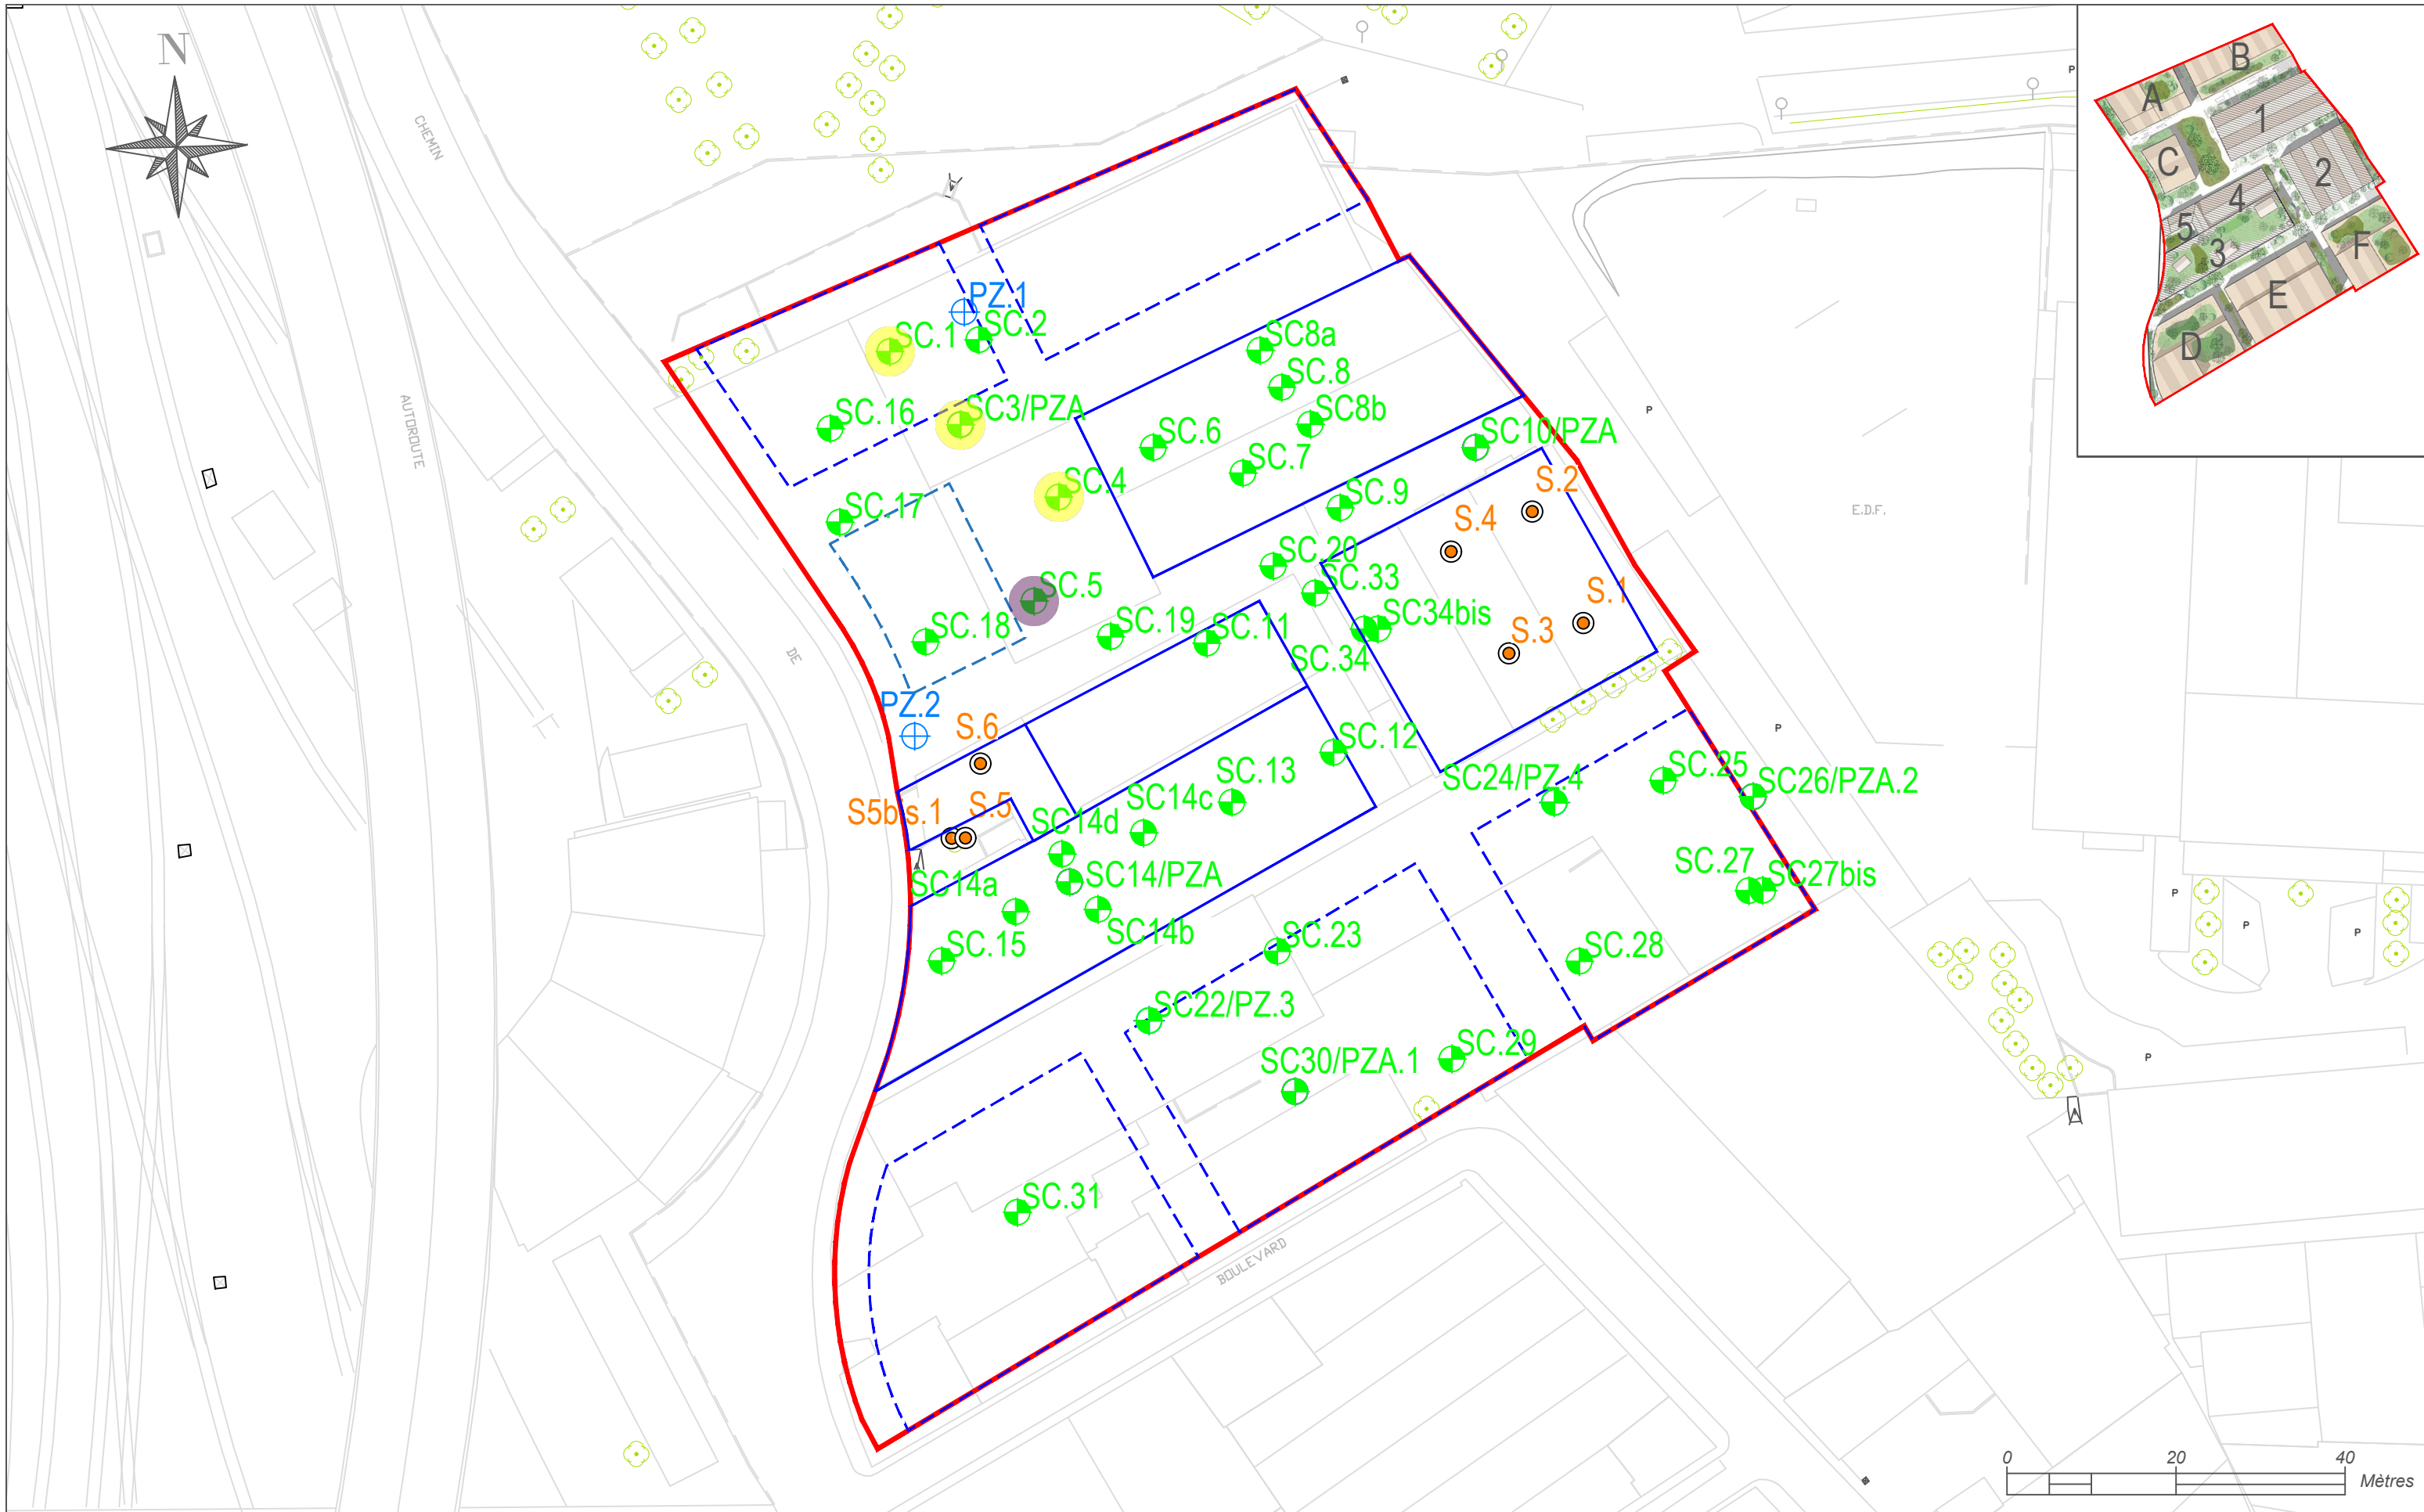 N
CHEMIN
AUTOROUTE
DE
PZ.1
SC.1
SC.2
SC8a
SC.8
SC.16
SC3/PZA
SC8b
SC.6
SC10/PZA
SC.7
S.2
SC.4
SC.9
SC.17
S.4
E.D.F.
SC.20
SC.33
SC.5
S.1
SC34bis
SC.18
SC.19
SC.11
S.3
SC.34
PZ.2
S.6
SC.12
SC.13
SC24/PZ.4
SC.25
SC26/PZA.2
S5bis.1
S.5
SC14c
SC14d
SC.27
SC27bis
SC14a
SC14/PZA
SC14b
SC.15
SC.23
SC.28
SC22/PZ.3
SC30/PZA.1
SC.29
SC.31
BOULEVARD
P
P
P
P
P
P
P
B
A
1
C
2
4
5
3
F
E
D
0 20 40
Mètres